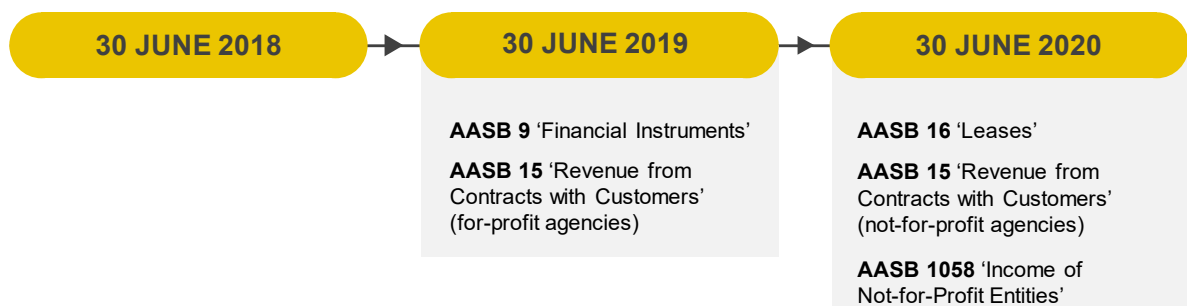 30 JUNE 2018
30 JUNE 2019
30 JUNE 2020
AASB 9 ‘Financial Instruments’
AASB 15 ‘Revenue from
Contracts with Customers’
(for-profit agencies)
AASB 16 ‘Leases’
AASB 15 ‘Revenue from
Contracts with Customers’
(not-for-profit agencies)
AASB 1058 ‘Income of
Not-for-Profit Entities’